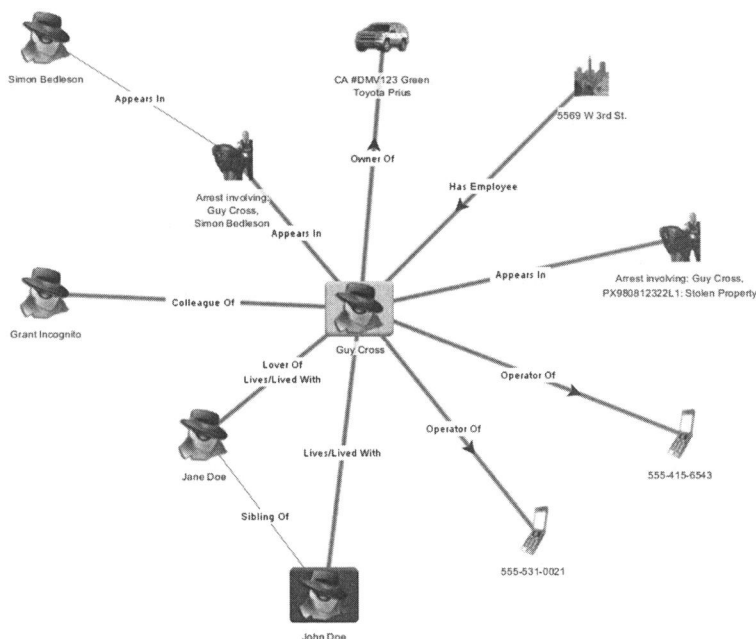 Simon Bedleson
Appears In
CA #DMV123 Green
Toyota Prius
5569 W 3rd St.
Owner Of
Has Employee
Arrest involving:
Guy Cross,
Simon Bedleson
Appears In
Appears In
Arrest involving: Guy Cross,
PX980812322L1: Stolen Property
Colleague Of
Grant Incognito
Guy Cross
Lover Of
Lives/Lived With
Operator Of
Operator Of
Lives/Lived With
Jane Doe
555-415-6543
Sibling Of
555-531-0021
John Doe